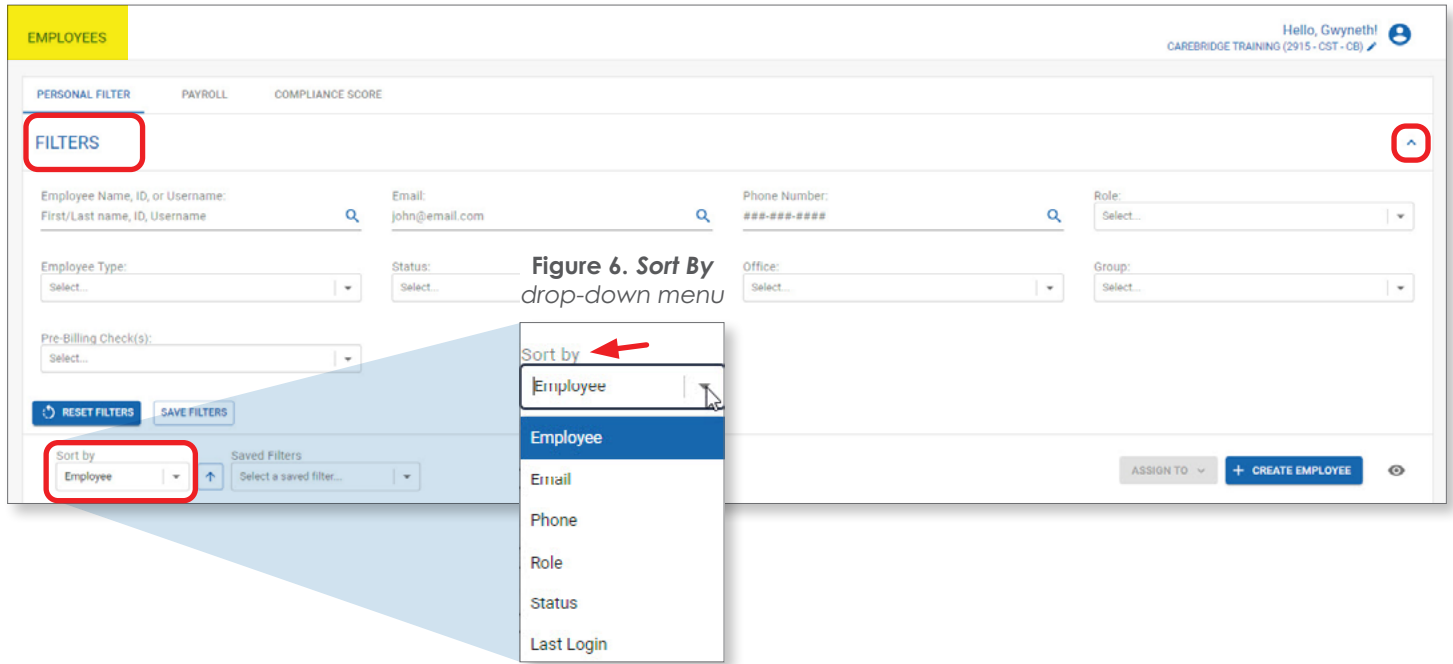 EMPLOYEES
Hello, Gwyneth!
CAREBRIDGE TRAINING (2915 - CST - CB)
PERSONAL FILTER PAYROLL COMPLIANCE SCORE
FILTERS
Employee Name, ID, or Username: Email: Phone Number: Role:
First/Last name, ID, Username john@email.com ###-###-#### Select...
Employee Type: Status: Office: Group:
Select... Select... Select... Select...
Figure 6. Sort By
drop-down menu
Pre-Billing Check(s):
Select...
RESET FILTERS SAVE FILTERS
Sort by Saved Filters
Employee Select a saved filter... ASSIGN TO + CREATE EMPLOYEE
Sort by
Employee
Employee
Email
Phone
Role
Status
Last Login